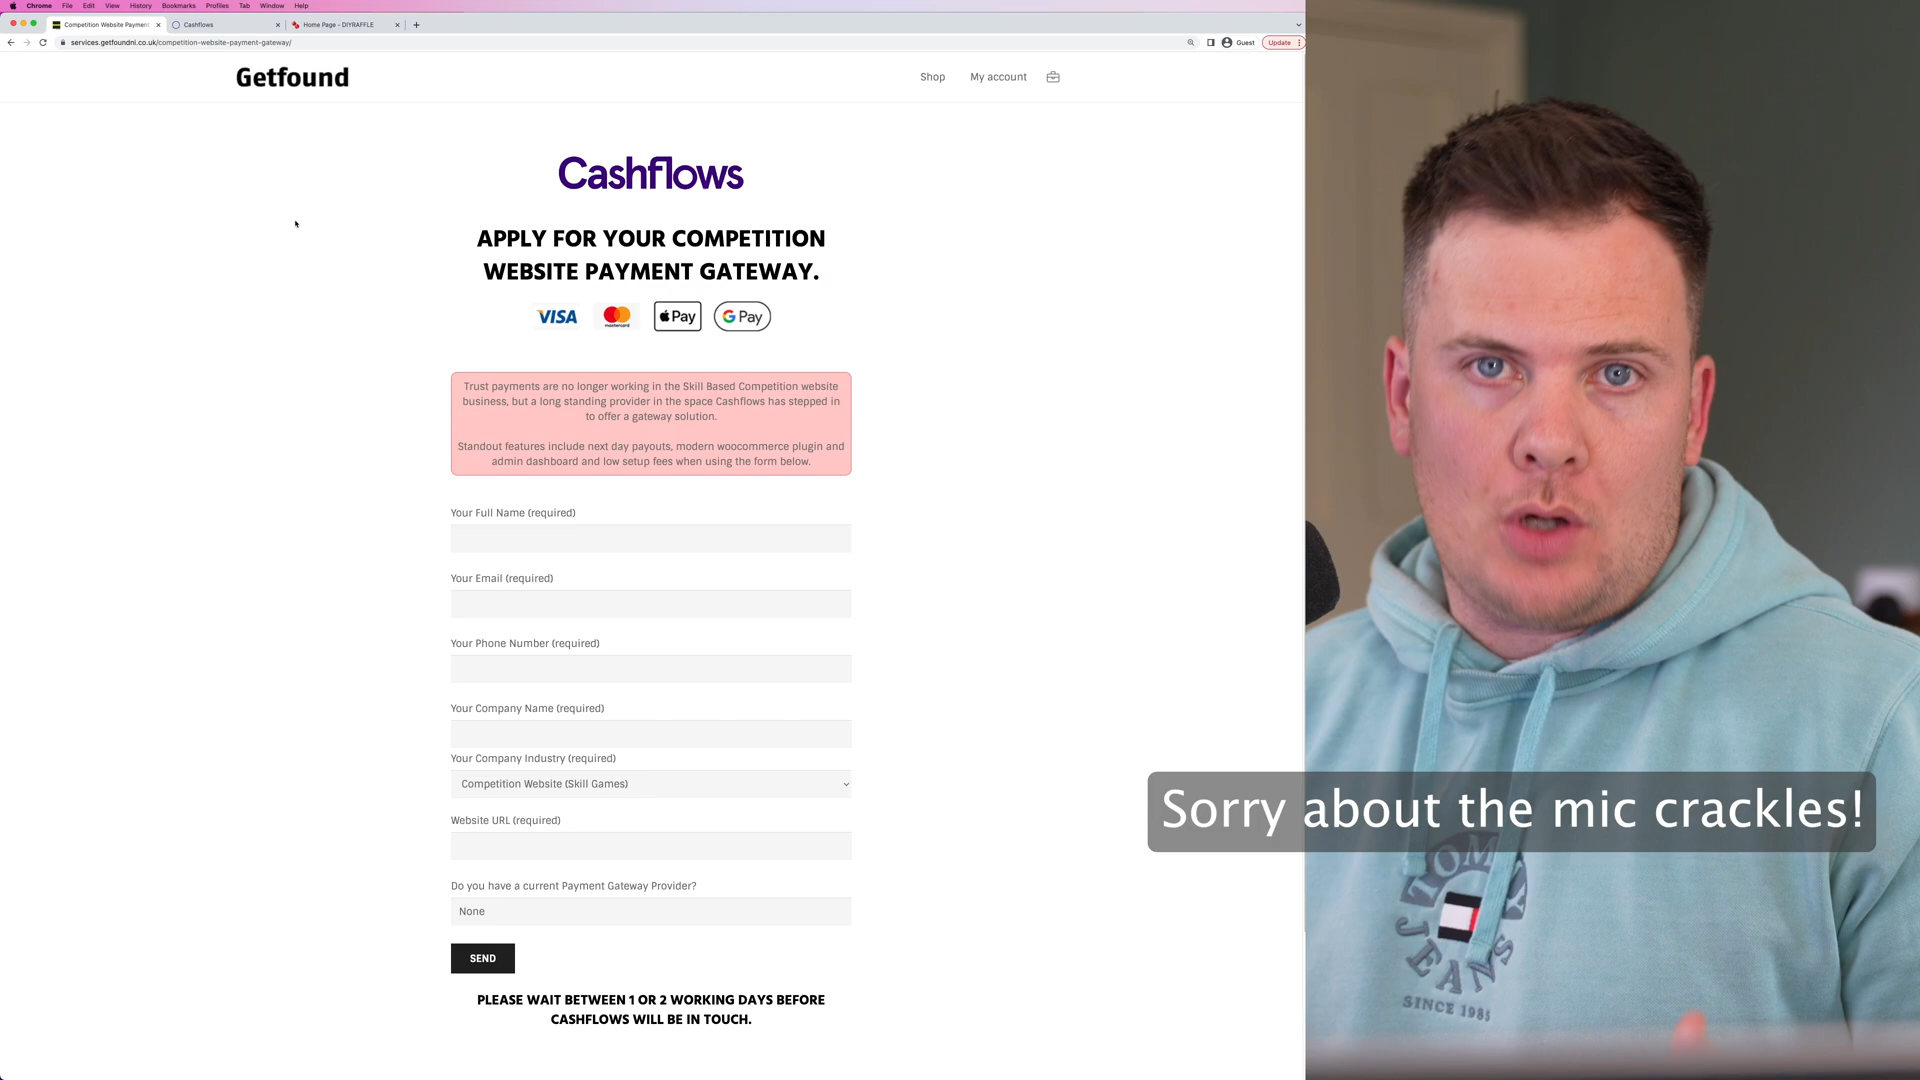 Chrome File Edit View History Bookmarks Profiles Tab Window Help
Competition Website Payment
Cashflows
Home Page - DIYRAFFLE
services.getfoundni.co.uk/competition-website-payment-gateway/
Guest
Update
Getfound
Shop
My account
Cashflows
APPLY FOR YOUR COMPETITION
WEBSITE PAYMENT GATEWAY.
VISA
mastercard
Pay
G Pay
Trust payments are no longer working in the Skill Based Competition website
business, but a long standing provider in the space Cashflows has stepped in
to offer a gateway solution.
Standout features include next day payouts, modern woocommerce plugin and
admin dashboard and low setup fees when using the form below.
Your Full Name (required)
Your Email (required)
Your Phone Number (required)
Your Company Name (required)
Your Company Industry (required)
Competition Website (Skill Games)
Website URL (required)
Do you have a current Payment Gateway Provider?
None
SEND
PLEASE WAIT BETWEEN 1 OR 2 WORKING DAYS BEFORE
CASHFLOWS WILL BE IN TOUCH.
Sorry about the mic crackles!
TOMMY
JEANS
SINCE 1985